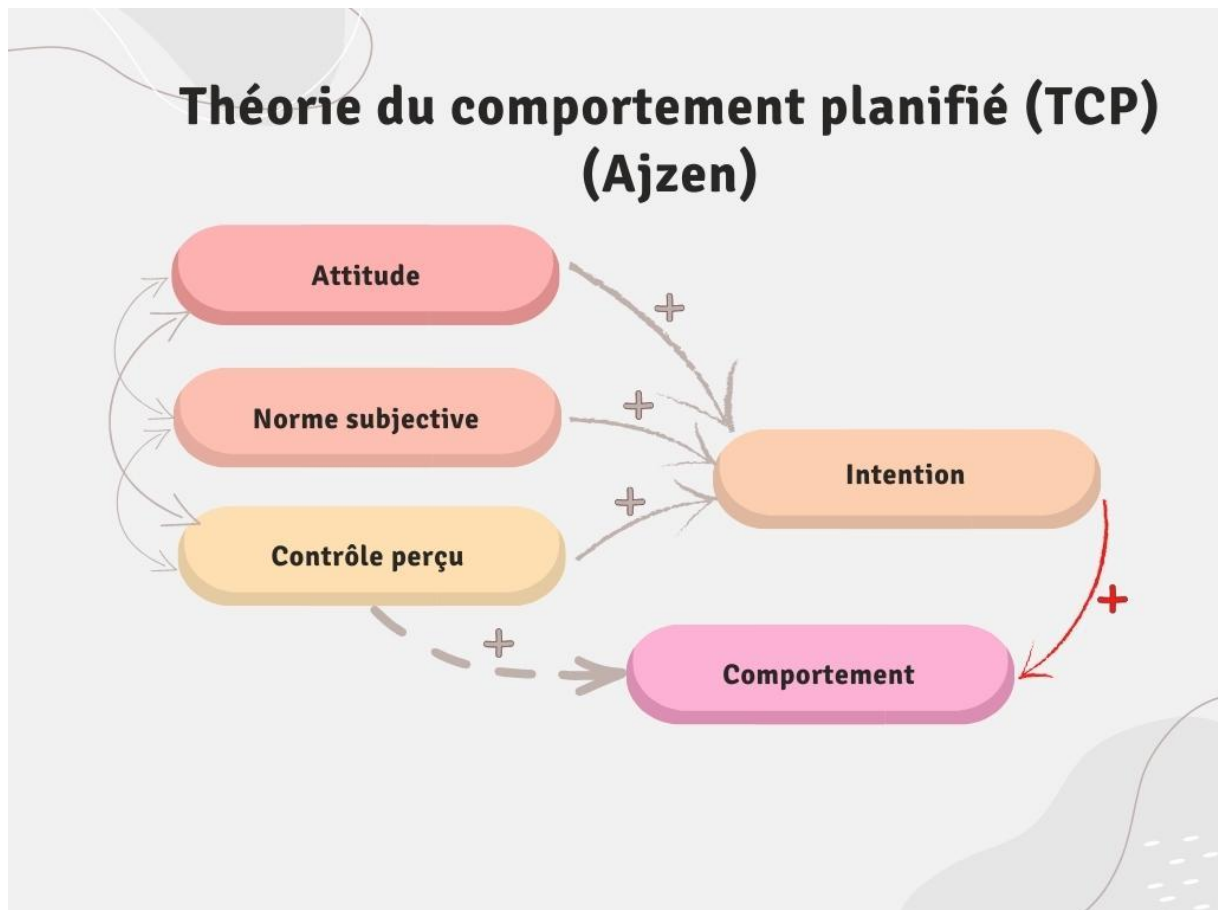 Théorie du comportement planifié (TCP)
(Ajzen)
Attitude
+
Norme subjective
+
Intention
+
Contrôle perçu
+
+
Comportement